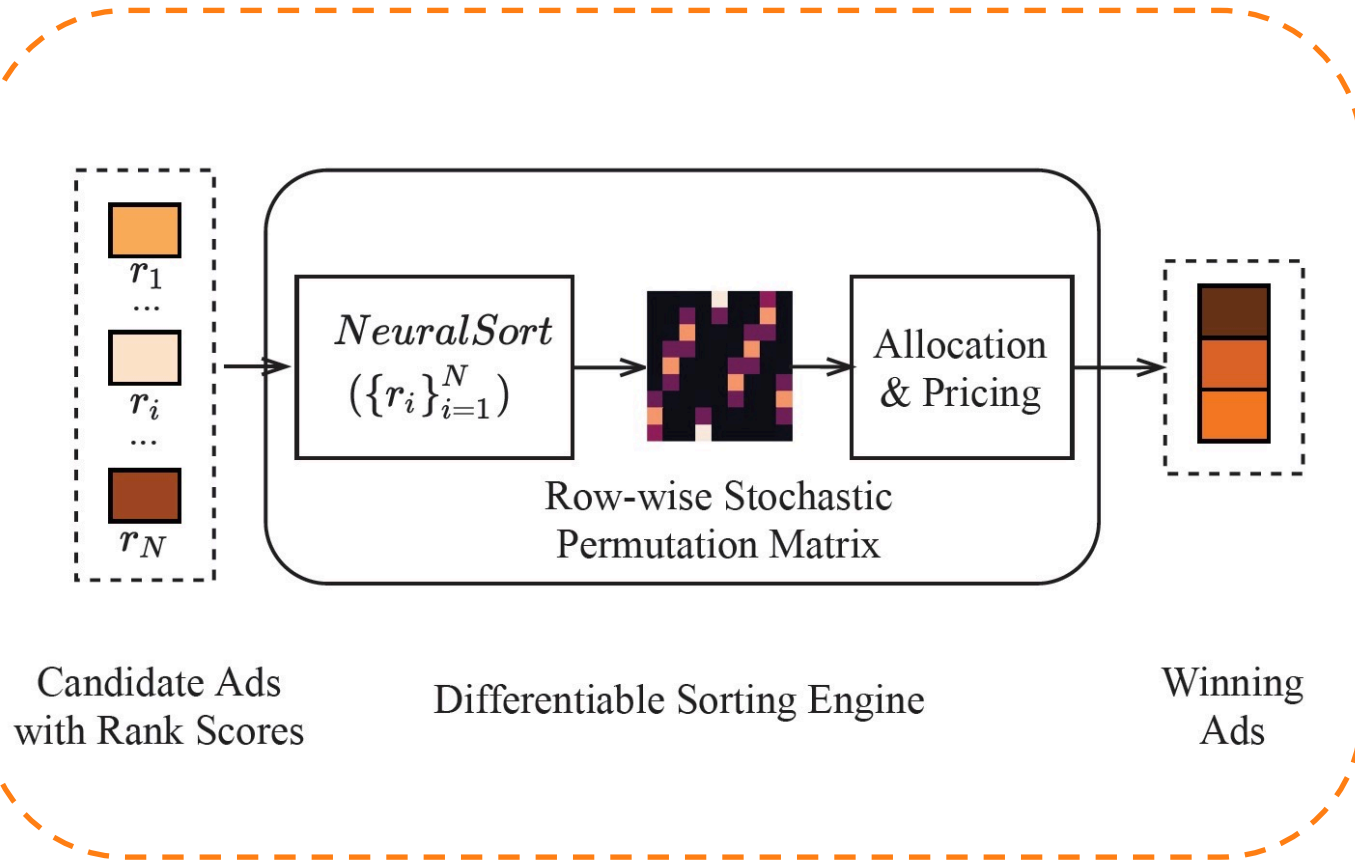 r1
...
ri
...
rN
NeuralSort
({ri}Ni=1)
Row-wise Stochastic
Permutation Matrix
Allocation
& Pricing
Candidate Ads
with Rank Scores
Differentiable Sorting Engine
Winning
Ads